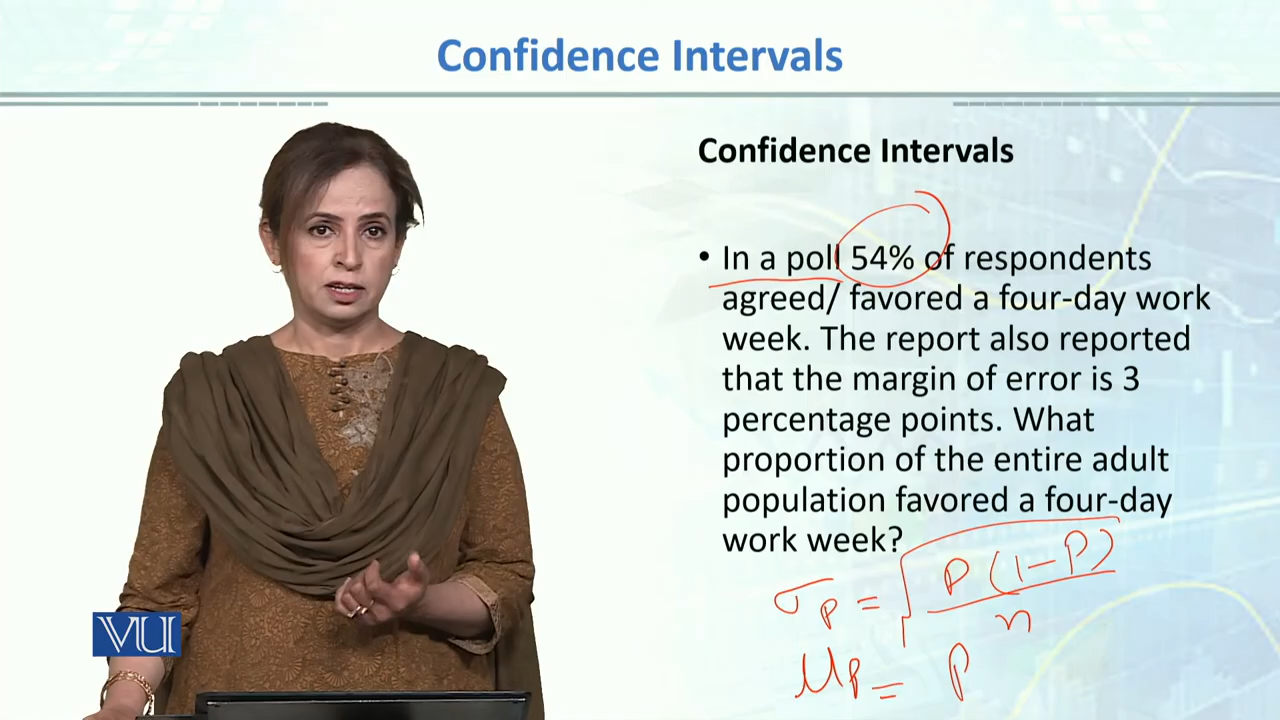 Confidence Intervals
Confidence Intervals
• In a poll 54% of respondents
agreed/ favored a four-day work
week. The report also reported
that the margin of error is 3
percentage points. What
proportion of the entire adult
population favored a four-day
work week?
σp = √(P(1-P)/n)
μp = P
VU